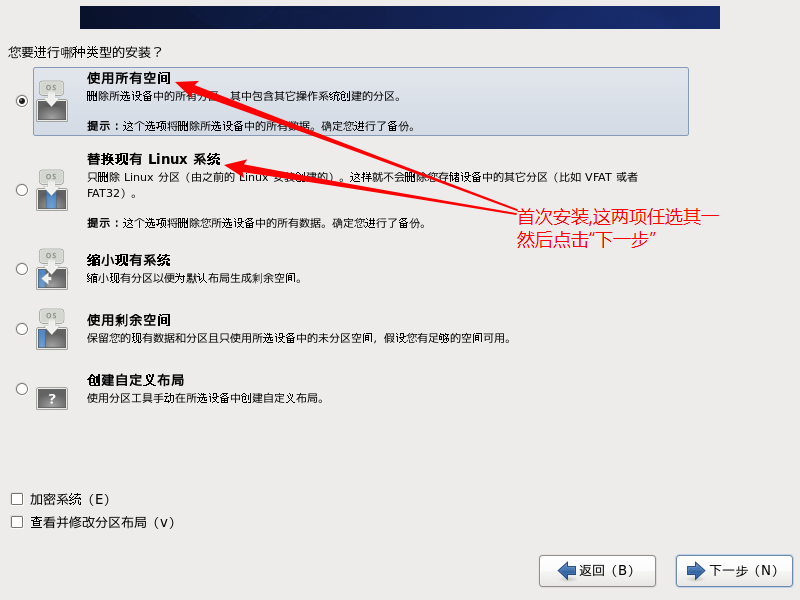 您要进行哪种类型的安装？
OS
使用所有空间
删除所选设备中的所有分区。其中包含其它操作系统创建的分区。
提示：这个选项将删除所选设备中的所有数据。确定您进行了备份。
OS
替换现有 Linux 系统
只删除 Linux 分区（由之前的 Linux 安装创建的）。这样就不会删除您存储设备中的其它分区（比如 VFAT 或者
FAT32）。
提示：这个选项将删除您所选设备中的所有数据。确定您进行了备份。
首次安装,这两项任选其一
然后点击“下一步”
OS
缩小现有系统
缩小现有分区以便为默认布局生成剩余空间。
OS
使用剩余空间
保留您的现有数据和分区且只使用所选设备中的未分区空间，假设您有足够的空间可用。
?
创建自定义布局
使用分区工具手动在所选设备中创建自定义布局。
加密系统（E）
查看并修改分区布局（v）
返回（B）
下一步（N）